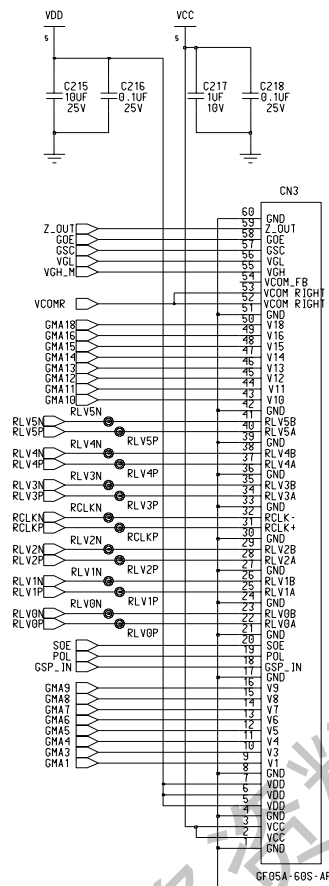 VDD
VCC
5
5
C215
10UF
25V
C216
0.1UF
25V
C217
1UF
10V
C218
0.1UF
25V
CN3
60 GND
Z_OUT 59 Z_OUT
GOE 58 GOE
GSC 57 GSC
VGL 56 VGL
VGH_M 55 VGH
54 VCOM_FB
53 VCOM RIGHT
VCOMR 52 VCOM RIGHT
51 GND
GMA18 50 V18
GMA16 49 V16
GMA15 48 V15
GMA14 47 V14
GMA13 46 V13
GMA12 45 V12
GMA11 44 V11
GMA10 43 V10
RLV5N 42 GND
RLV5N 41 RLV5B
RLV5P 40 RLV5A
RLV4N RLV5P 39 GND
RLV4N 38 RLV4B
RLV4P 37 RLV4A
RLV3N RLV4P 36 GND
RLV3N 35 RLV3B
RLV3P 34 RLV3A
RCLKN RLV3P 33 GND
RCLKN 32 RCLK-
RCLKP 31 RCLK+
RLV2N RCLKP 30 GND
RLV2N 29 RLV2B
RLV2P 28 RLV2A
RLV1N RLV2P 27 GND
RLV1N 26 RLV1B
RLV1P 25 RLV1A
RLV0N RLV1P 24 GND
RLV0N 23 RLV0B
RLV0P 22 RLV0A
RLV0P 21 GND
SOE 20 SOE
POL 19 POL
GSP_IN 18 GSP_IN
17 GND
GMA9 16 V9
GMA8 15 V8
GMA7 14 V7
GMA6 13 V6
GMA5 12 V5
GMA4 11 V4
GMA3 10 V3
GMA1 9 V1
8 GND
7 VDD
6 VDD
5 VDD
4 GND
3 VCC
2 VCC
1 GND
GF05A-60S-AF
资料